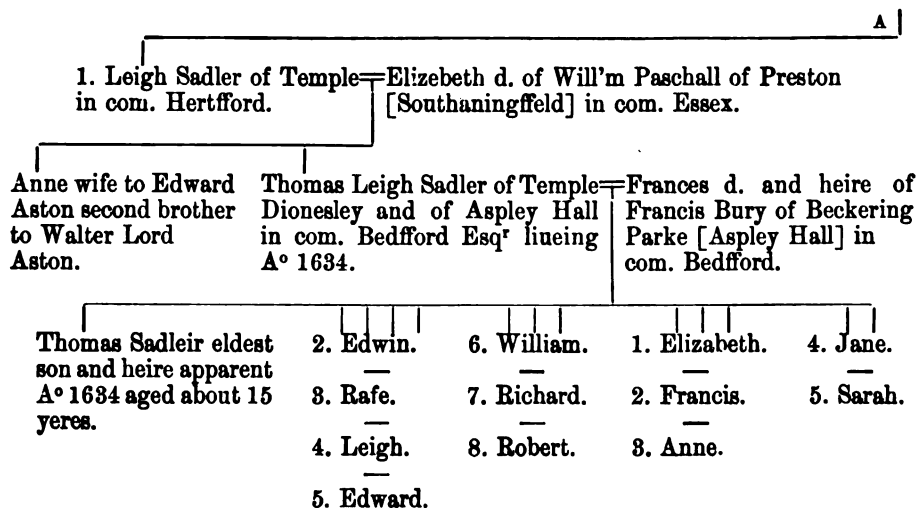 A
1. Leigh Sadler of Temple
in com. Hertfford.
Elizebeth d. of Will'm Paschall of Preston
[Southaningffeld] in com. Essex.
Anne wife to Edward
Aston second brother
to Walter Lord
Aston.
Thomas Leigh Sadler of Temple
Dionesley and of Aspley Hall
in com. Bedfford Esqʳ liueing
Aº 1634.
Frances d. and heire of
Francis Bury of Beckering
Parke [Aspley Hall] in
com. Bedfford.
Thomas Sadleir eldest
son and heire apparent
Aº 1634 aged about 15
yeres.
2. Edwin.
3. Rafe.
4. Leigh.
5. Edward.
6. William.
7. Richard.
8. Robert.
1. Elizabeth.
2. Francis.
3. Anne.
4. Jane.
5. Sarah.